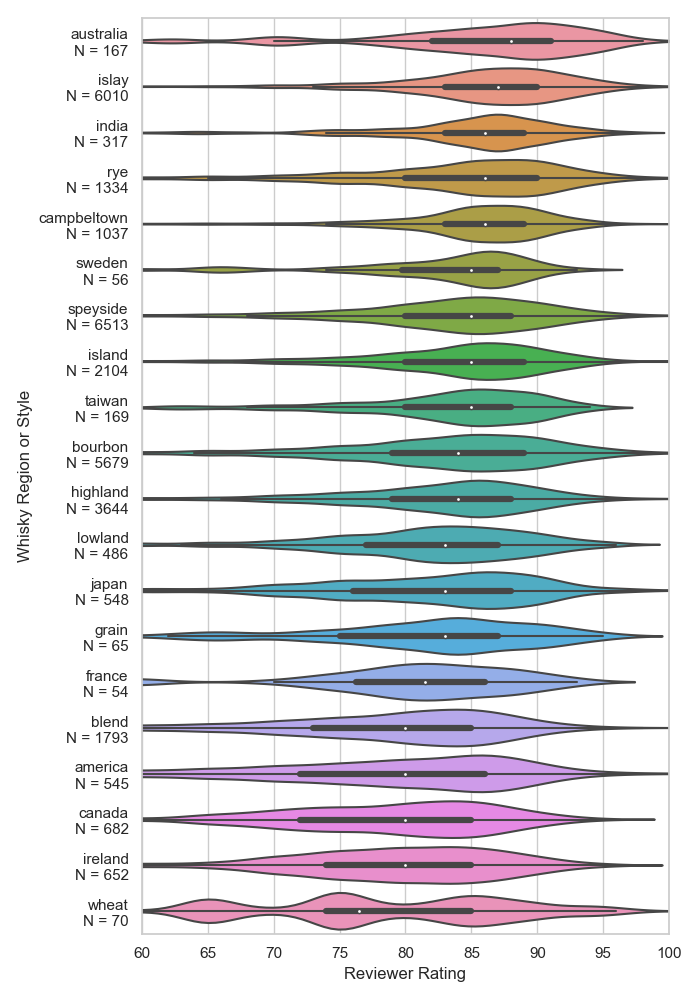 australia
N = 167
islay
N = 6010
india
N = 317
rye
N = 1334
campbeltown
N = 1037
sweden
N = 56
speyside
N = 6513
island
N = 2104
taiwan
N = 169
bourbon
N = 5679
highland
N = 3644
lowland
N = 486
japan
N = 548
grain
N = 65
france
N = 54
blend
N = 1793
america
N = 545
canada
N = 682
ireland
N = 652
wheat
N = 70
Whisky Region or Style
60 65 70 75 80 85 90 95 100
Reviewer Rating